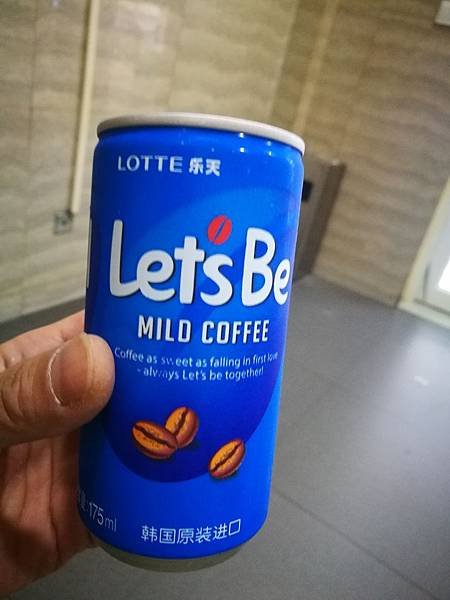 LOTTE 乐天
Let's Be
MILD COFFEE
Coffee as sweet as falling in first love
- always Let's be together!
175ml
韩国原装进口